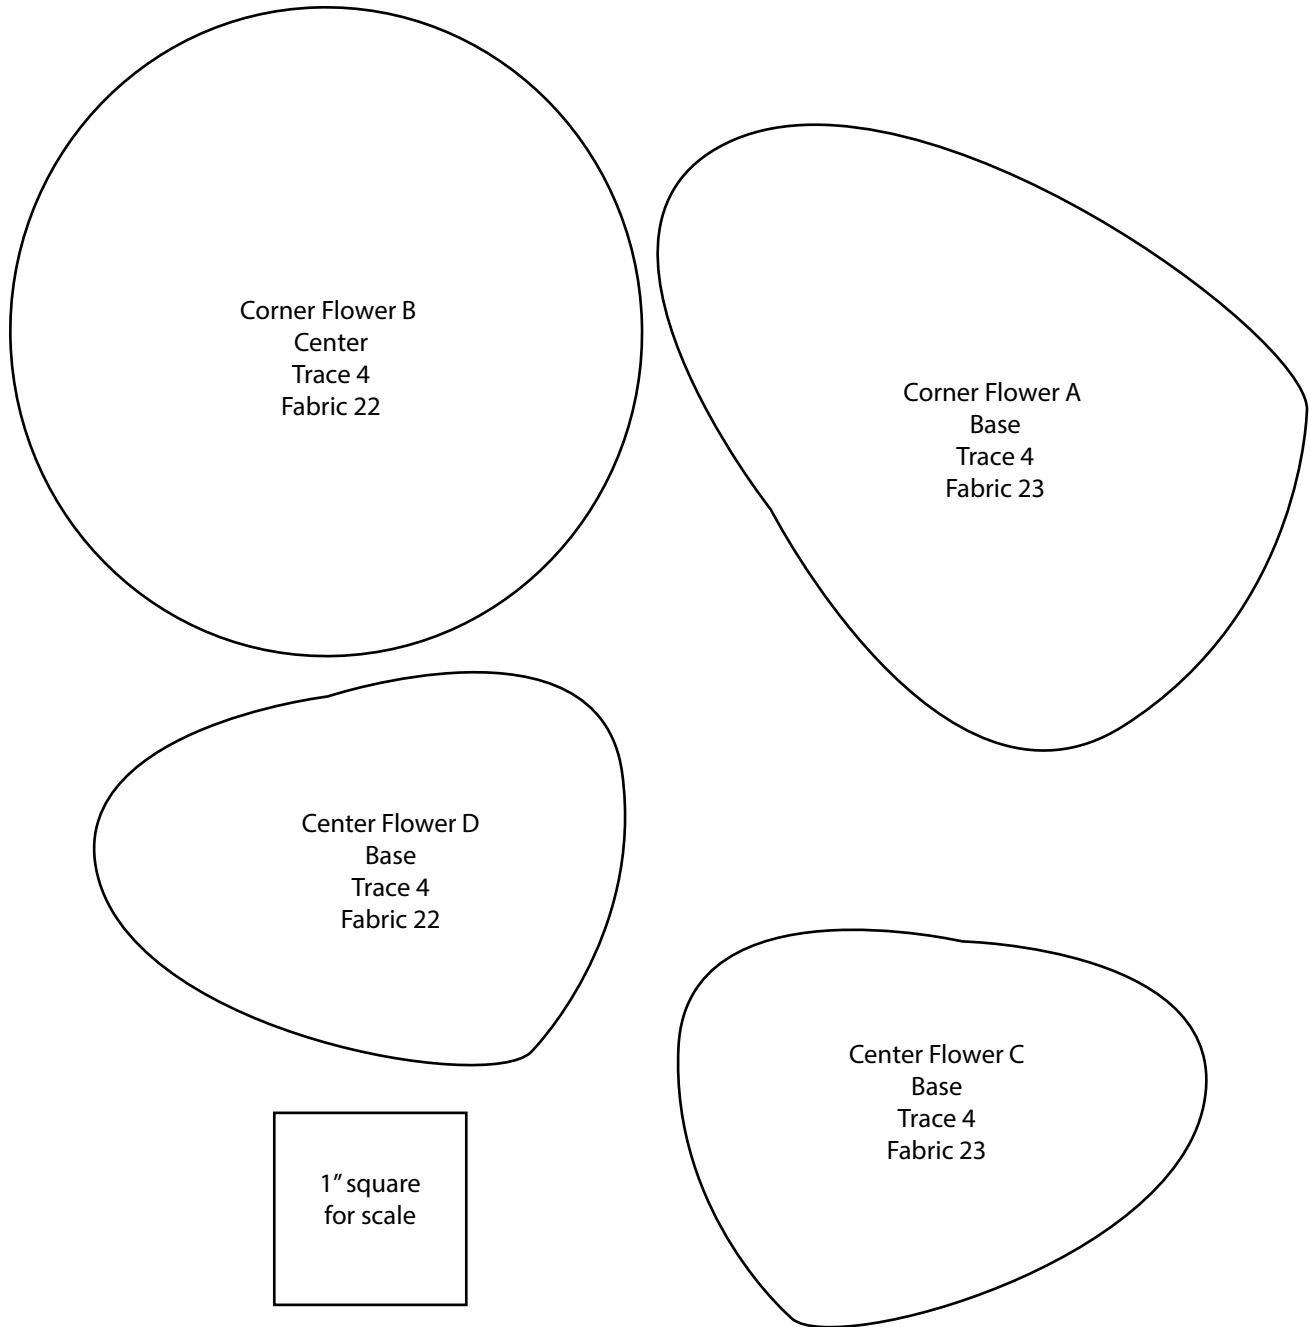 Corner Flower B
Center
Trace 4
Fabric 22
Corner Flower A
Base
Trace 4
Fabric 23
Center Flower D
Base
Trace 4
Fabric 22
Center Flower C
Base
Trace 4
Fabric 23
1" square
for scale